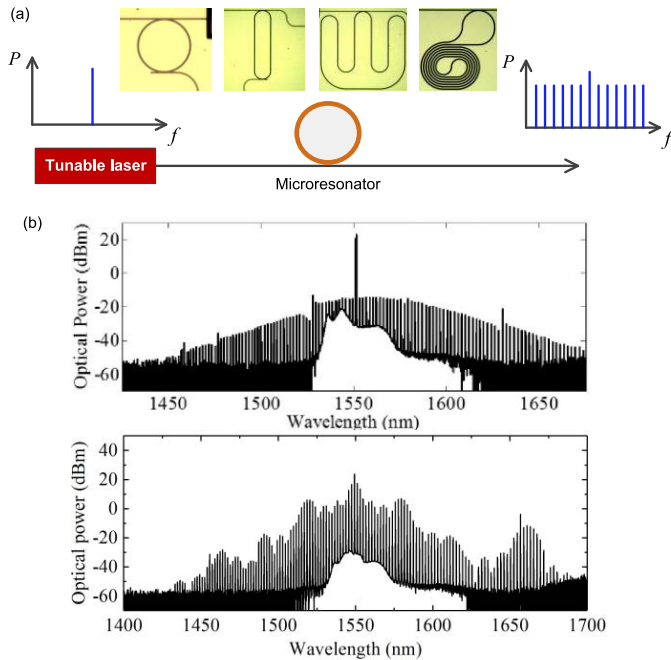 (a)
P
f
P
f
Tunable laser
Microresonator
(b)
Optical Power (dBm)
20
0
-20
-40
-60
1450 1500 1550 1600 1650
Wavelength (nm)
Optical power (dBm)
40
20
0
-20
-40
-60
1400 1450 1500 1550 1600 1650 1700
Wavelength (nm)